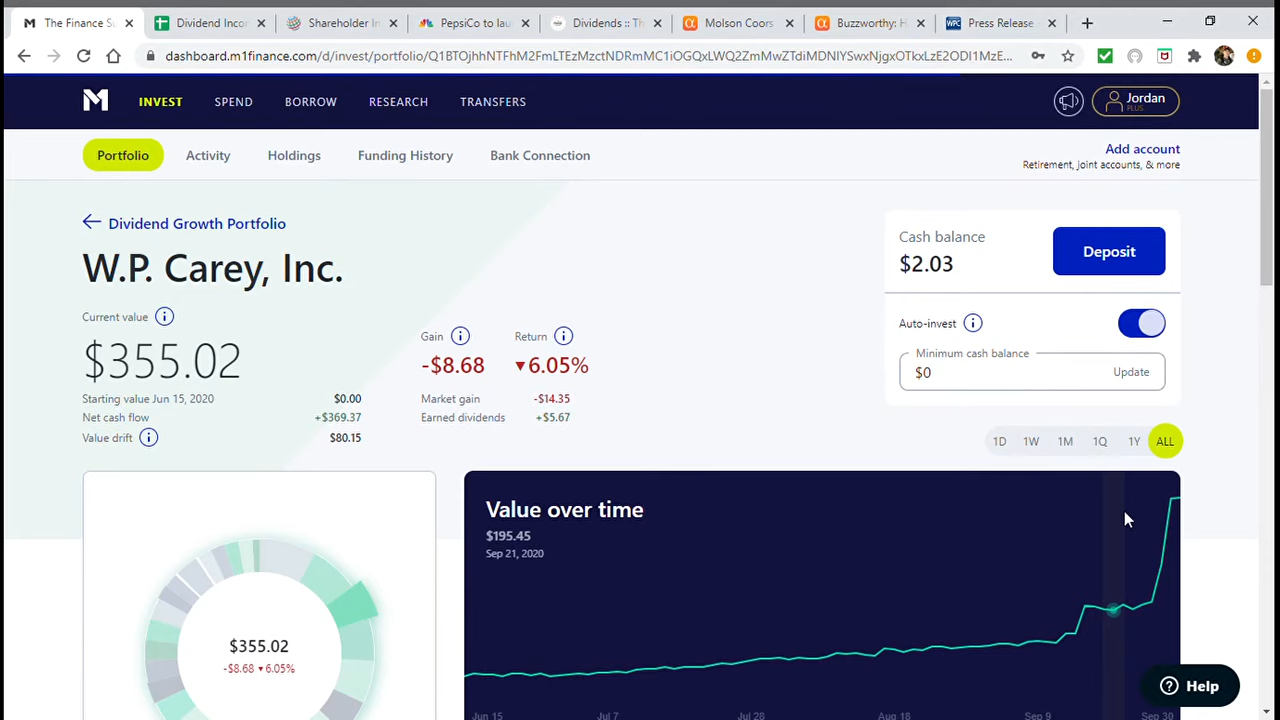 The Finance S
Dividend Incor
Shareholder In
PepsiCo to lau
Dividends :: Th
Molson Coors
Buzzworthy: H
Press Release -
dashboard.m1finance.com/d/invest/portfolio/
INVEST
SPEND
BORROW
RESEARCH
TRANSFERS
Jordan
PLUS
Portfolio
Activity
Holdings
Funding History
Bank Connection
Add account
Retirement, joint accounts, & more
Dividend Growth Portfolio
W.P. Carey, Inc.
Current value
$355.02
Starting value Jun 15, 2020 $0.00
Net cash flow +$369.37
Value drift $80.15
Gain
-$8.68
Return
▼6.05%
Market gain -$14.35
Earned dividends +$5.67
Cash balance
$2.03
Deposit
Auto-invest
Minimum cash balance
$0
Update
1D 1W 1M 1Q 1Y ALL
$355.02
-$8.68 ▼6.05%
Value over time
$195.45
Sep 21, 2020
Jun 15 Jul 7 Jul 28 Aug 18 Sep 9 Sep 30
Help